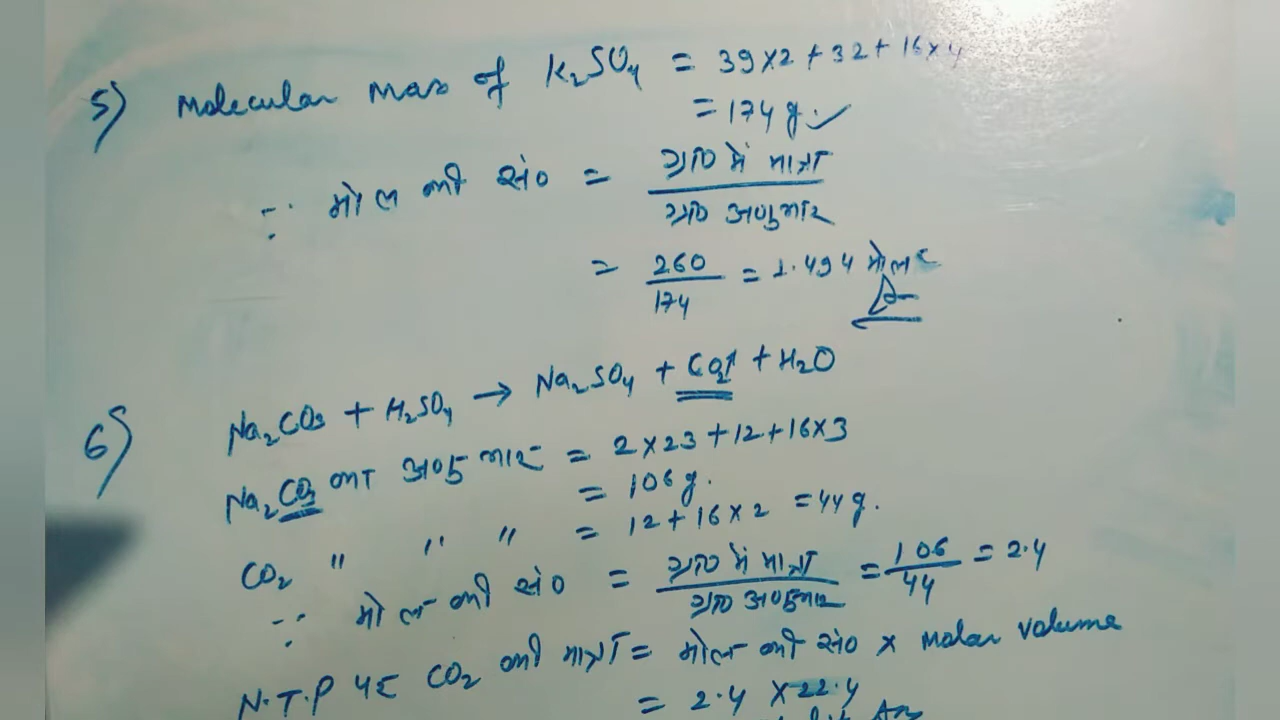 5) Molecular Mass of K₂SO₄ = 39×2 + 32 + 16×4
= 174 g.
∵ मोल की सं० = ग्राम में मात्रा / ग्राम अणुभार
= 260/174 = 1.494 मोल
Ans
6) Na₂CO₃ + H₂SO₄ → Na₂SO₄ + CO₂↑ + H₂O
Na₂CO₃ का अणुभार = 2×23 + 12 + 16×3
= 106 g.
CO₂ " " " = 12 + 16×2 = 44 g.
∵ मोल की सं० = ग्राम में मात्रा / ग्राम अणुभार = 106/44 = 2.4
N.T.P पर CO₂ की मात्रा = मोल की सं० × molar volume
= 2.4 × 22.4
Ans